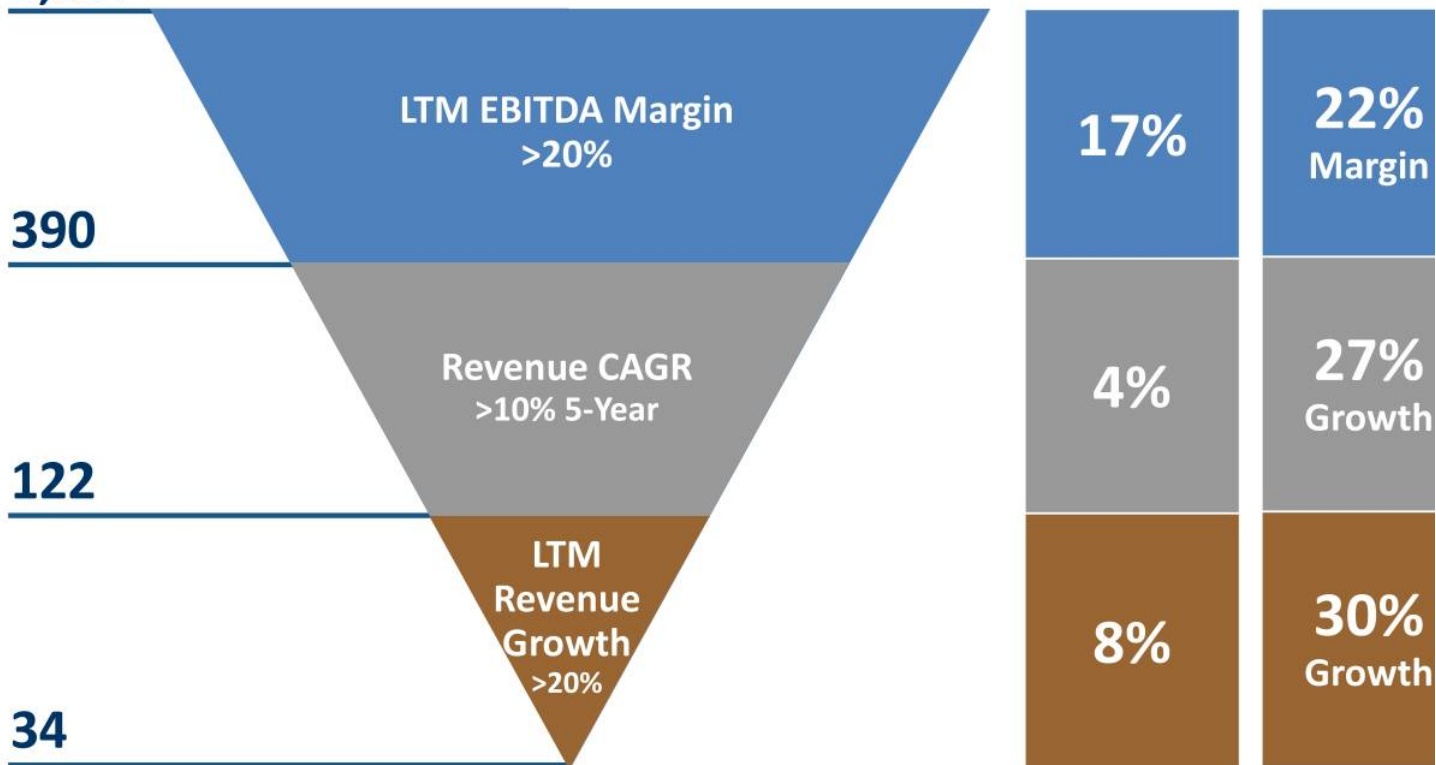 LTM EBITDA Margin
>20%
17%
22%
Margin
390
Revenue CAGR
>10% 5-Year
4%
27%
Growth
122
LTM
Revenue
Growth
>20%
8%
30%
Growth
34